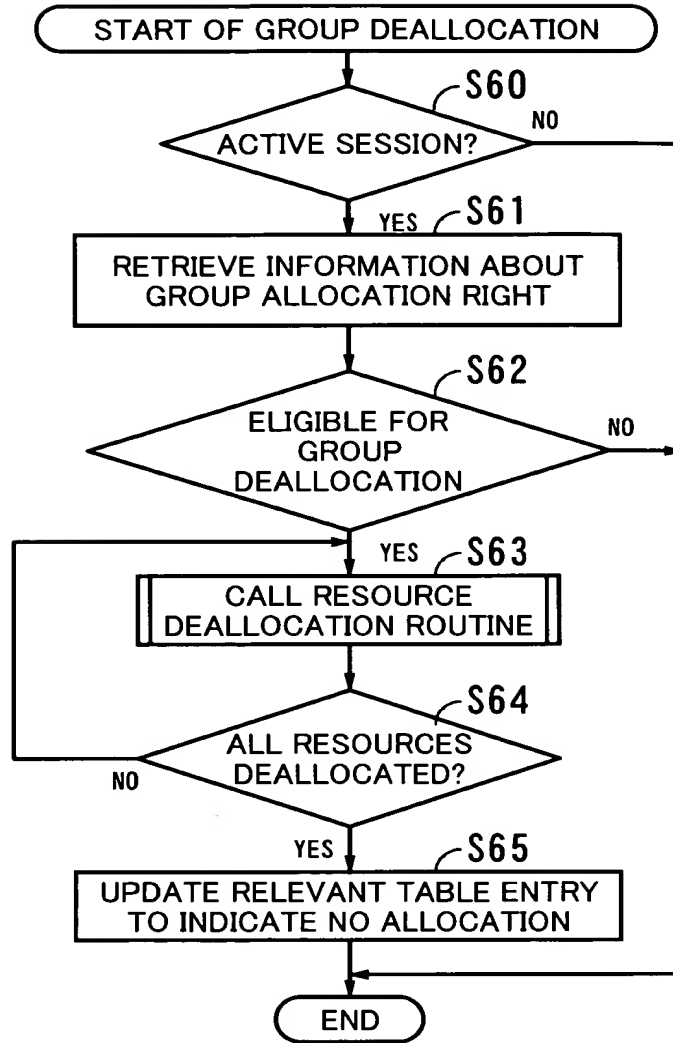 START OF GROUP DEALLOCATION
S60
ACTIVE SESSION?
NO
YES
S61
RETRIEVE INFORMATION ABOUT
GROUP ALLOCATION RIGHT
S62
ELIGIBLE FOR
GROUP
DEALLOCATION
NO
YES
S63
CALL RESOURCE
DEALLOCATION ROUTINE
S64
ALL RESOURCES
DEALLOCATED?
NO
YES
S65
UPDATE RELEVANT TABLE ENTRY
TO INDICATE NO ALLOCATION
END